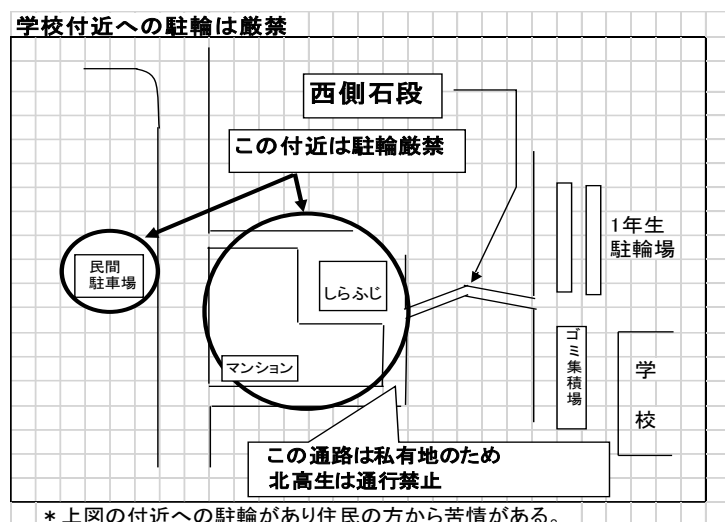 学校付近への駐輪は厳禁
西側石段
この付近は駐輪厳禁
1年生
駐輪場
民間
駐車場
しらふじ
マンション
ゴミ集積場
学校
この通路は私有地のため
北高生は通行禁止
＊上図の付近への駐輪があり住民の方から苦情がある。